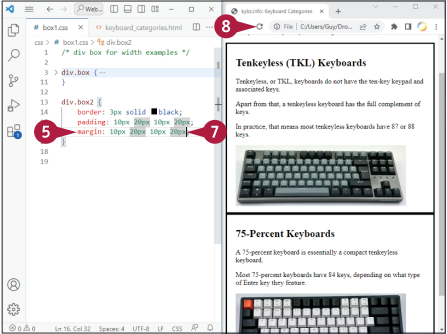 Web...
box1.css
keyboard_categories.html
css > box1.css > div.box2
1 /* div box for width examples */
2
3 > div.box {...
11 }
12
13 div.box2 {
14 border: 3px solid black;
15 padding: 10px 20px 10px 20px;
16 margin: 10px 20px 10px 20px
17 }
18
19
5
7
1
0 0
Ln 16, Col 32 Spaces: 4 UTF-8 LF CSS
8
kybz.info: Keyboard Categories
File C:/Users/Guy/Do...
Tenkeyless (TKL) Keyboards
Tenkeyless, or TKL, keyboards do not have the ten-key keypad and
associated keys.
Apart from that, a tenkeyless keyboard has the full complement of
keys.
In practice, that means most tenkeyless keyboards have 87 or 88
keys.
75-Percent Keyboards
A 75-percent keyboard is essentially a compact tenkeyless
keyboard.
Most 75-percent keyboards have 84 keys, depending on what type
of Enter key they feature.